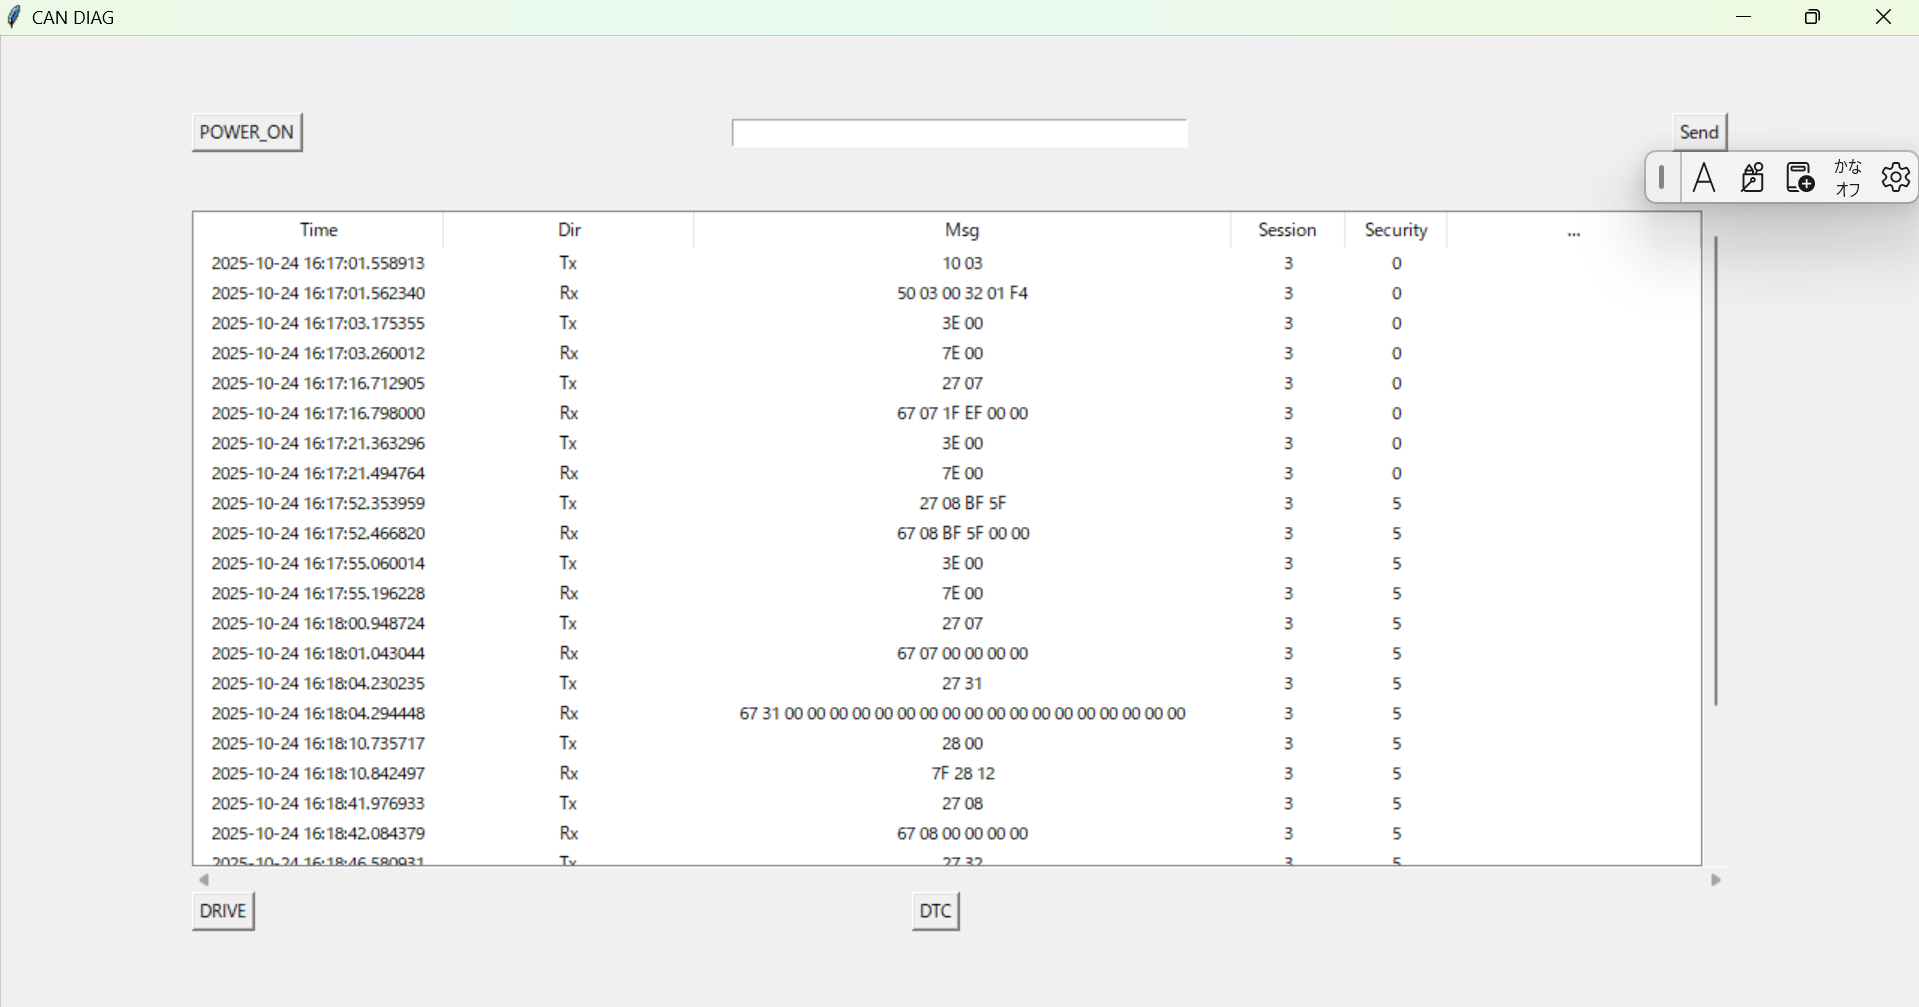 CAN DIAG
POWER_ON
Send
A
かな
オフ
Time Dir Msg Session Security ...
2025-10-24 16:17:01.558913 Tx 10 03 3 0
2025-10-24 16:17:01.562340 Rx 50 03 00 32 01 F4 3 0
2025-10-24 16:17:03.175355 Tx 3E 00 3 0
2025-10-24 16:17:03.260012 Rx 7E 00 3 0
2025-10-24 16:17:16.712905 Tx 27 07 3 0
2025-10-24 16:17:16.798000 Rx 67 07 1F EF 00 00 3 0
2025-10-24 16:17:21.363296 Tx 3E 00 3 0
2025-10-24 16:17:21.494764 Rx 7E 00 3 0
2025-10-24 16:17:52.353959 Tx 27 08 BF 5F 3 5
2025-10-24 16:17:52.466820 Rx 67 08 BF 5F 00 00 3 5
2025-10-24 16:17:55.060014 Tx 3E 00 3 5
2025-10-24 16:17:55.196228 Rx 7E 00 3 5
2025-10-24 16:18:00.948724 Tx 27 07 3 5
2025-10-24 16:18:01.043044 Rx 67 07 00 00 00 00 3 5
2025-10-24 16:18:04.230235 Tx 27 31 3 5
2025-10-24 16:18:04.294448 Rx 67 31 00 00 00 00 00 00 00 00 00 00 00 00 00 00 00 00 00 00 3 5
2025-10-24 16:18:10.735717 Tx 28 00 3 5
2025-10-24 16:18:10.842497 Rx 7F 28 12 3 5
2025-10-24 16:18:41.976933 Tx 27 08 3 5
2025-10-24 16:18:42.084379 Rx 67 08 00 00 00 00 3 5
2025-10-24 16:18:46.580931 Tx 27 32 3 5
DRIVE
DTC